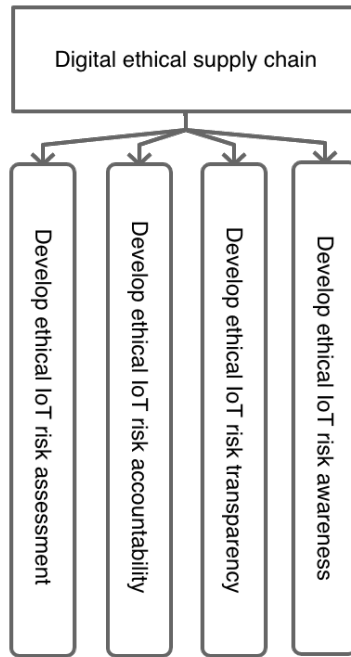 Digital ethical supply chain
Develop ethical IoT risk assessment
Develop ethical IoT risk accountability
Develop ethical IoT risk transparency
Develop ethical IoT risk awareness